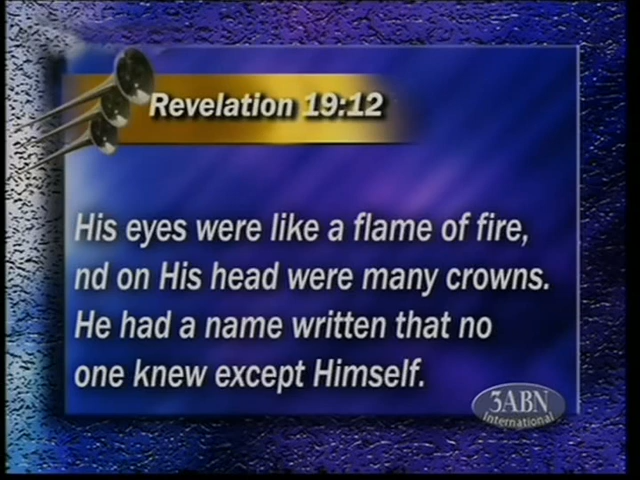 Revelation 19:12
His eyes were like a flame of fire,
nd on His head were many crowns.
He had a name written that no
one knew except Himself.
3ABN
International